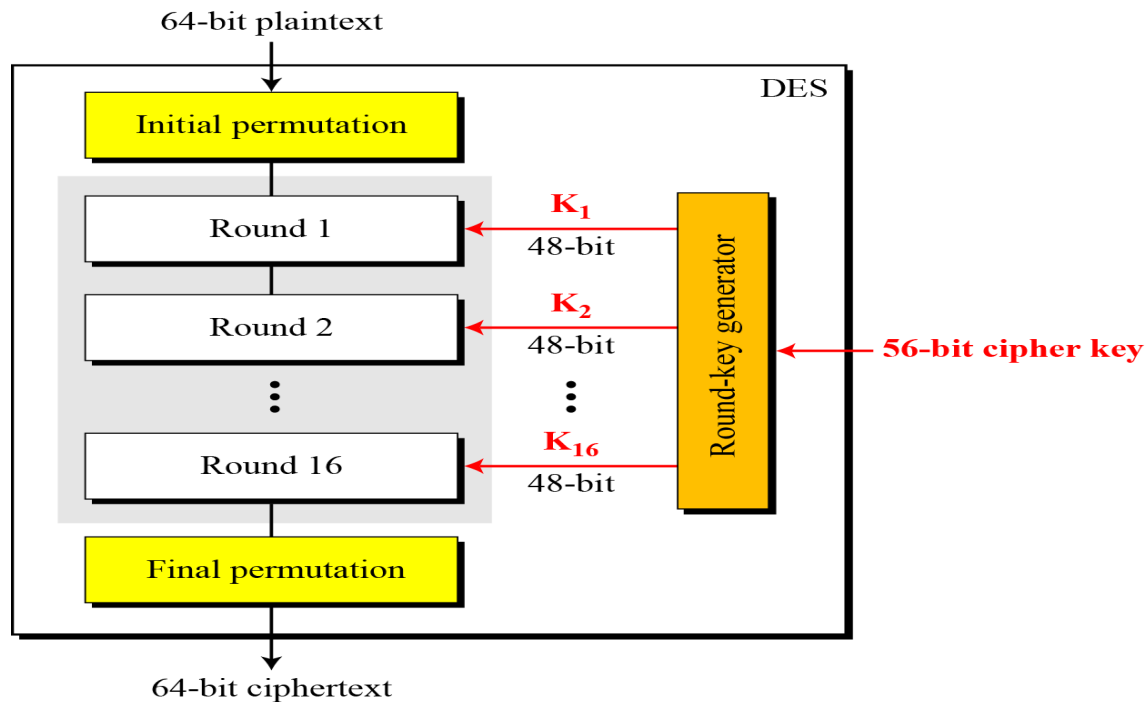 64-bit plaintext
DES
Initial permutation
Round 1
K₁
48-bit
Round 2
K₂
48-bit
Round 16
K₁₆
48-bit
Round-key generator
56-bit cipher key
Final permutation
64-bit ciphertext